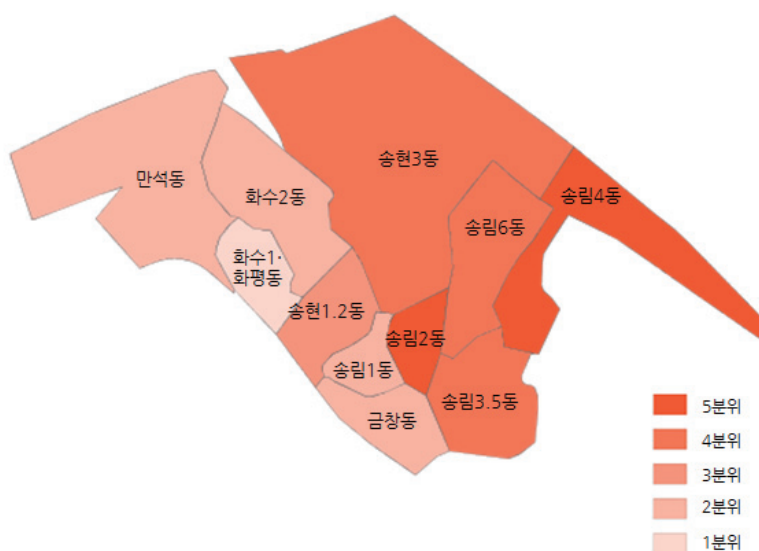 송현3동
만석동
송림4동
화수2동
송림6동
화수1·
화평동
송현1.2동
송림2동
송림1동
송림3.5동
금창동
5분위
4분위
3분위
2분위
1분위